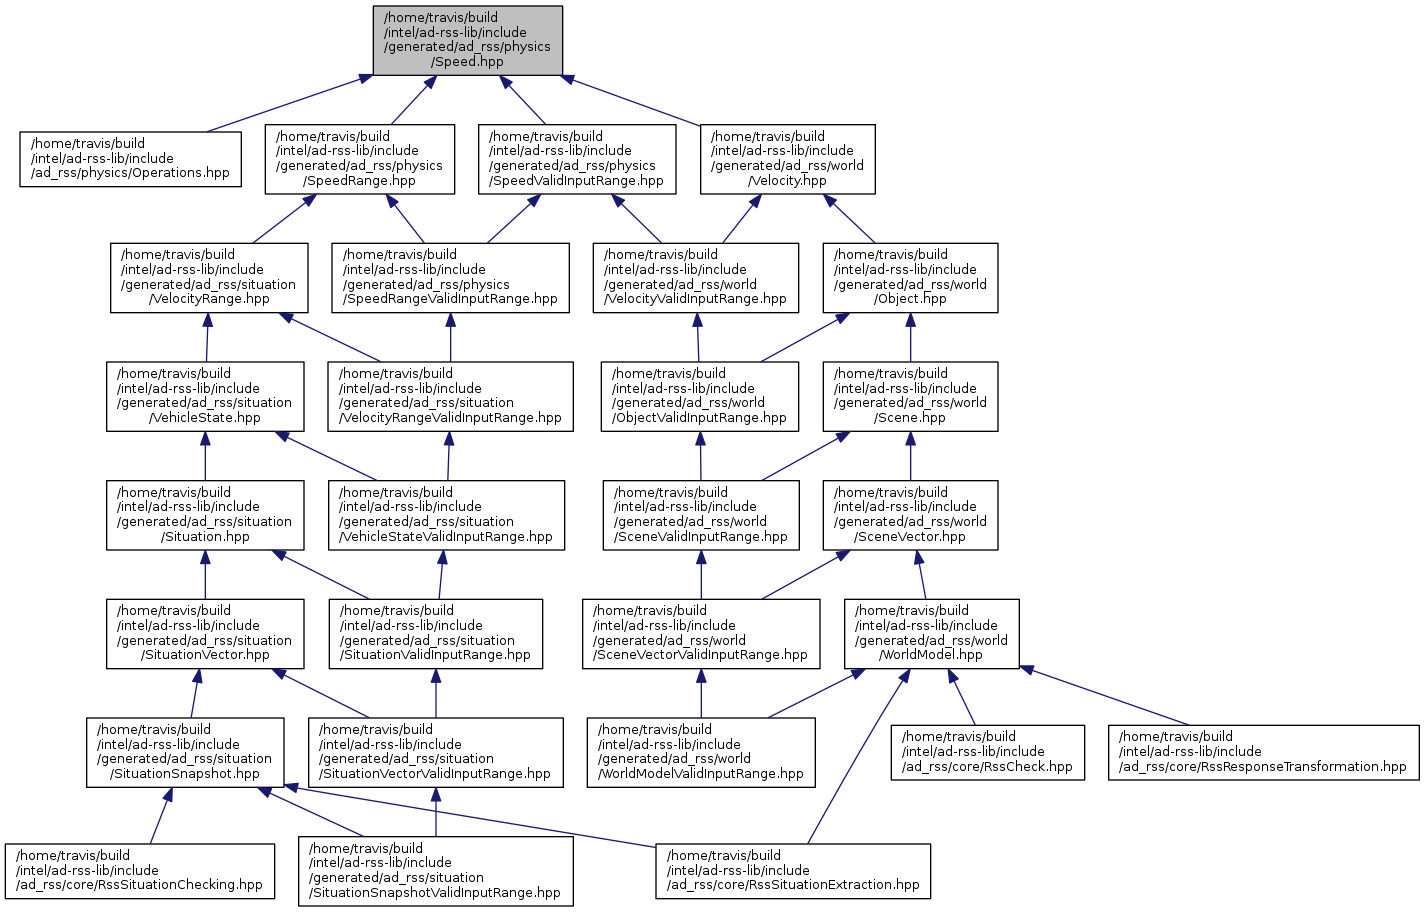 /home/travis/build
/intel/ad-rss-lib/include
/generated/ad_rss/physics
/Speed.hpp
/home/travis/build
/intel/ad-rss-lib/include
/ad_rss/physics/Operations.hpp
/home/travis/build
/intel/ad-rss-lib/include
/generated/ad_rss/physics
/SpeedRange.hpp
/home/travis/build
/intel/ad-rss-lib/include
/generated/ad_rss/physics
/SpeedValidInputRange.hpp
/home/travis/build
/intel/ad-rss-lib/include
/generated/ad_rss/world
/Velocity.hpp
/home/travis/build
/intel/ad-rss-lib/include
/generated/ad_rss/situation
/VelocityRange.hpp
/home/travis/build
/intel/ad-rss-lib/include
/generated/ad_rss/physics
/SpeedRangeValidInputRange.hpp
/home/travis/build
/intel/ad-rss-lib/include
/generated/ad_rss/world
/VelocityValidInputRange.hpp
/home/travis/build
/intel/ad-rss-lib/include
/generated/ad_rss/world
/Object.hpp
/home/travis/build
/intel/ad-rss-lib/include
/generated/ad_rss/situation
/VehicleState.hpp
/home/travis/build
/intel/ad-rss-lib/include
/generated/ad_rss/situation
/VelocityRangeValidInputRange.hpp
/home/travis/build
/intel/ad-rss-lib/include
/generated/ad_rss/world
/ObjectValidInputRange.hpp
/home/travis/build
/intel/ad-rss-lib/include
/generated/ad_rss/world
/Scene.hpp
/home/travis/build
/intel/ad-rss-lib/include
/generated/ad_rss/situation
/Situation.hpp
/home/travis/build
/intel/ad-rss-lib/include
/generated/ad_rss/situation
/VehicleStateValidInputRange.hpp
/home/travis/build
/intel/ad-rss-lib/include
/generated/ad_rss/world
/SceneValidInputRange.hpp
/home/travis/build
/intel/ad-rss-lib/include
/generated/ad_rss/world
/SceneVector.hpp
/home/travis/build
/intel/ad-rss-lib/include
/generated/ad_rss/situation
/SituationVector.hpp
/home/travis/build
/intel/ad-rss-lib/include
/generated/ad_rss/situation
/SituationValidInputRange.hpp
/home/travis/build
/intel/ad-rss-lib/include
/generated/ad_rss/world
/SceneVectorValidInputRange.hpp
/home/travis/build
/intel/ad-rss-lib/include
/generated/ad_rss/world
/WorldModel.hpp
/home/travis/build
/intel/ad-rss-lib/include
/generated/ad_rss/situation
/SituationSnapshot.hpp
/home/travis/build
/intel/ad-rss-lib/include
/generated/ad_rss/situation
/SituationVectorValidInputRange.hpp
/home/travis/build
/intel/ad-rss-lib/include
/generated/ad_rss/world
/WorldModelValidInputRange.hpp
/home/travis/build
/intel/ad-rss-lib/include
/ad_rss/core/RssCheck.hpp
/home/travis/build
/intel/ad-rss-lib/include
/ad_rss/core/RssResponseTransformation.hpp
/home/travis/build
/intel/ad-rss-lib/include
/ad_rss/core/RssSituationChecking.hpp
/home/travis/build
/intel/ad-rss-lib/include
/generated/ad_rss/situation
/SituationSnapshotValidInputRange.hpp
/home/travis/build
/intel/ad-rss-lib/include
/ad_rss/core/RssSituationExtraction.hpp